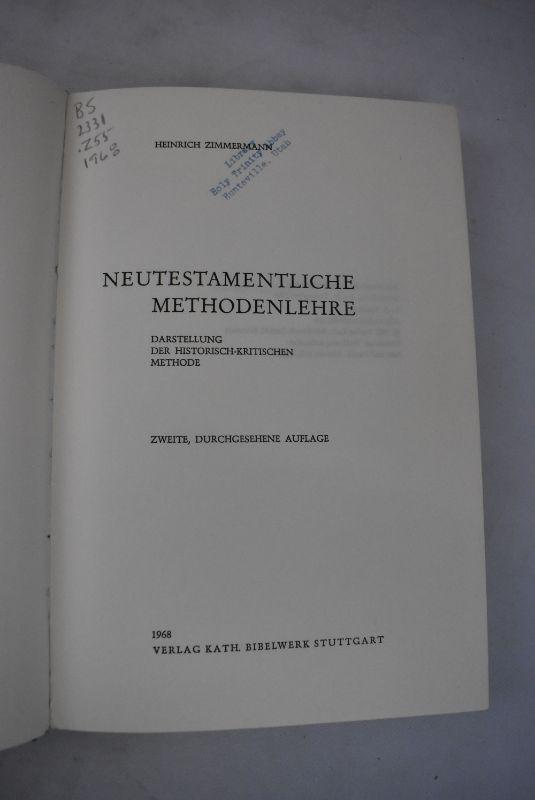 BS
2331
.Z55
1968
HEINRICH ZIMMERMANN
Library
Holy Trinity Abbey
Huntsville, Utah
NEUTESTAMENTLICHE
METHODENLEHRE
DARSTELLUNG
DER HISTORISCH-KRITISCHEN
METHODE
ZWEITE, DURCHGESEHENE AUFLAGE
1968
VERLAG KATH. BIBELWERK STUTTGART